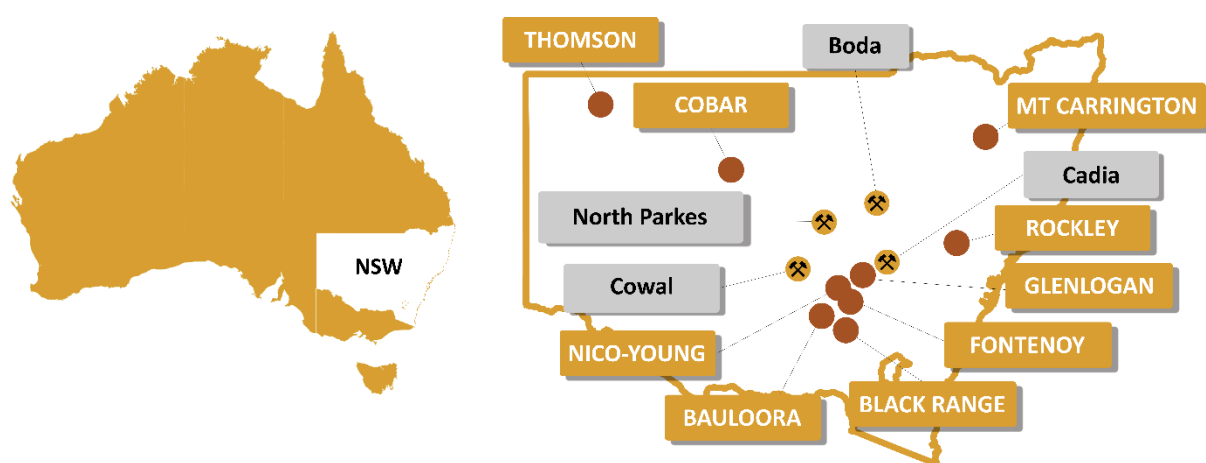 THOMSON
Boda
COBAR
MT CARRINGTON
Cadia
North Parkes
ROCKLEY
NSW
Cowal
GLENLOGAN
NICO-YOUNG
FONTENOY
BAULOORA
BLACK RANGE